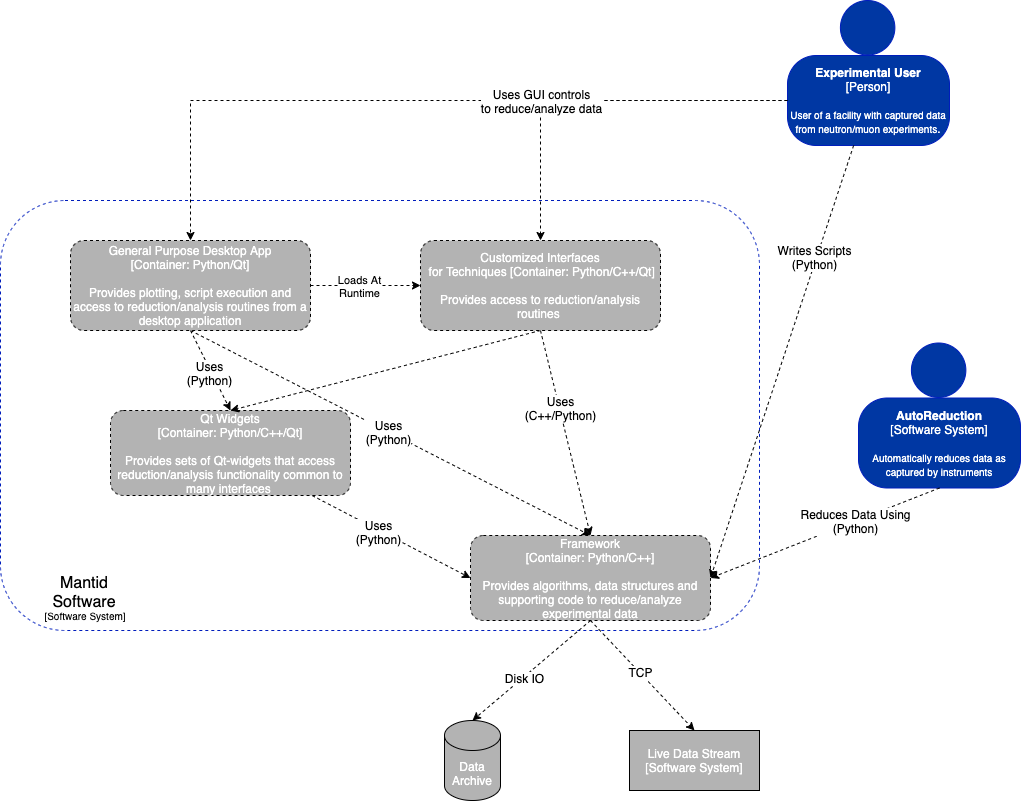 Experimental User
[Person]
User of a facility with captured data
from neutron/muon experiments.
Uses GUI controls
to reduce/analyze data
Writes Scripts
(Python)
General Purpose Desktop App
[Container: Python/Qt]
Provides plotting, script execution and
access to reduction/analysis routines from a
desktop application
Loads At
Runtime
Customized Interfaces
for Techniques [Container: Python/C++/Qt]
Provides access to reduction/analysis
routines
Uses
(Python)
Uses
(Python)
Uses
(C++/Python)
Qt Widgets
[Container: Python/C++/Qt]
Provides sets of Qt-widgets that access
reduction/analysis functionality common to
many interfaces
AutoReduction
[Software System]
Automatically reduces data as
captured by instruments
Uses
(Python)
Reduces Data Using
(Python)
Framework
[Container: Python/C++]
Provides algorithms, data structures and
supporting code to reduce/analyze
experimental data
Mantid
Software
[Software System]
Disk IO
TCP
Data
Archive
Live Data Stream
[Software System]